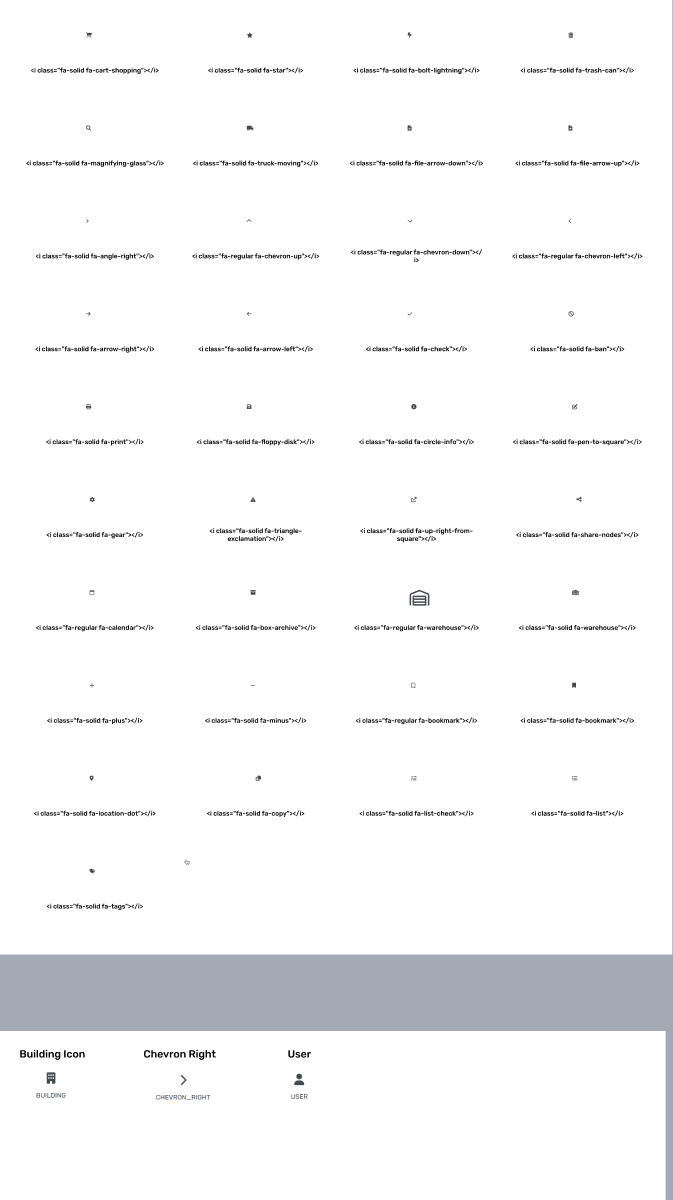 <i class="fa-solid fa-cart-shopping"></i>
<i class="fa-solid fa-star"></i>
<i class="fa-solid fa-bolt-lightning"></i>
<i class="fa-solid fa-trash-can"></i>
<i class="fa-solid fa-magnifying-glass"></i>
<i class="fa-solid fa-truck-moving"></i>
<i class="fa-solid fa-file-arrow-down"></i>
<i class="fa-solid fa-file-arrow-up"></i>
<i class="fa-solid fa-angle-right"></i>
<i class="fa-regular fa-chevron-up"></i>
<i class="fa-regular fa-chevron-down"></
i>
<i class="fa-regular fa-chevron-left"></i>
<i class="fa-solid fa-arrow-right"></i>
<i class="fa-solid fa-arrow-left"></i>
<i class="fa-solid fa-check"></i>
<i class="fa-solid fa-ban"></i>
<i class="fa-solid fa-print"></i>
<i class="fa-solid fa-floppy-disk"></i>
<i class="fa-solid fa-circle-info"></i>
<i class="fa-solid fa-pen-to-square"></i>
<i class="fa-solid fa-gear"></i>
<i class="fa-solid fa-triangle-
exclamation"></i>
<i class="fa-solid fa-up-right-from-
square"></i>
<i class="fa-solid fa-share-nodes"></i>
<i class="fa-regular fa-calendar"></i>
<i class="fa-solid fa-box-archive"></i>
<i class="fa-regular fa-warehouse"></i>
<i class="fa-solid fa-warehouse"></i>
<i class="fa-solid fa-plus"></i>
<i class="fa-solid fa-minus"></i>
<i class="fa-regular fa-bookmark"></i>
<i class="fa-solid fa-bookmark"></i>
<i class="fa-solid fa-location-dot"></i>
<i class="fa-solid fa-copy"></i>
<i class="fa-solid fa-list-check"></i>
<i class="fa-solid fa-list"></i>
<i class="fa-solid fa-tags"></i>
Building Icon
Chevron Right
User
BUILDING
CHEVRON_RIGHT
USER